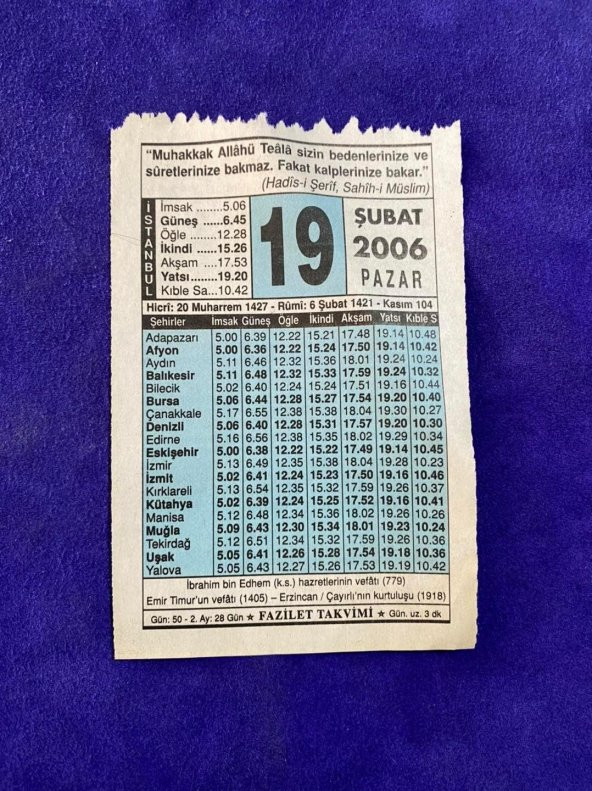 “Muhakkak Allâhü Teâlâ sizin bedenlerinize ve
sûretlerinize bakmaz. Fakat kalplerinize bakar.”
(Hadîs-i Şerîf, Sahîh-i Müslim)
İSTANBUL
İmsak ........5.06
Güneş ......6.45
Öğle ........12.28
İkindi ......15.26
Akşam .....17.53
Yatsı........19.20
Kıble Sa...10.42
19
ŞUBAT
2006
PAZAR
Hicrî: 20 Muharrem 1427 - Rûmî: 6 Şubat 1421 - Kasım 104
Şehirler İmsak Güneş Öğle İkindi Akşam Yatsı Kıble S
Adapazarı 5.00 6.39 12.22 15.21 17.48 19.14 10.48
Afyon 5.00 6.36 12.22 15.24 17.50 19.14 10.42
Aydın 5.11 6.46 12.32 15.36 18.01 19.24 10.24
Balıkesir 5.11 6.48 12.32 15.33 17.59 19.24 10.32
Bilecik 5.02 6.40 12.24 15.24 17.51 19.16 10.44
Bursa 5.06 6.44 12.28 15.27 17.54 19.20 10.40
Çanakkale 5.17 6.55 12.38 15.38 18.04 19.30 10.27
Denizli 5.06 6.40 12.28 15.31 17.57 19.20 10.30
Edirne 5.16 6.56 12.38 15.35 18.02 19.29 10.34
Eskişehir 5.00 6.38 12.22 15.22 17.49 19.14 10.45
İzmir 5.13 6.49 12.35 15.38 18.04 19.28 10.23
İzmit 5.02 6.41 12.24 15.23 17.50 19.16 10.46
Kırklareli 5.13 6.54 12.35 15.32 17.59 19.26 10.37
Kütahya 5.02 6.39 12.24 15.25 17.52 19.16 10.41
Manisa 5.12 6.48 12.34 15.36 18.02 19.26 10.26
Muğla 5.09 6.43 12.30 15.34 18.01 19.23 10.24
Tekirdağ 5.12 6.51 12.34 15.32 17.59 19.26 10.36
Uşak 5.05 6.41 12.26 15.28 17.54 19.18 10.36
Yalova 5.05 6.43 12.27 15.26 17.53 19.19 10.42
İbrahim bin Edhem (k.s.) hazretlerinin vefâtı (779)
Emir Timur'un vefâtı (1405) – Erzincan / Çayırlı'nın kurtuluşu (1918)
Gün: 50 - 2. Ay: 28 Gün ★ FAZİLET TAKVİMİ ★ Gün. uz. 3 dk